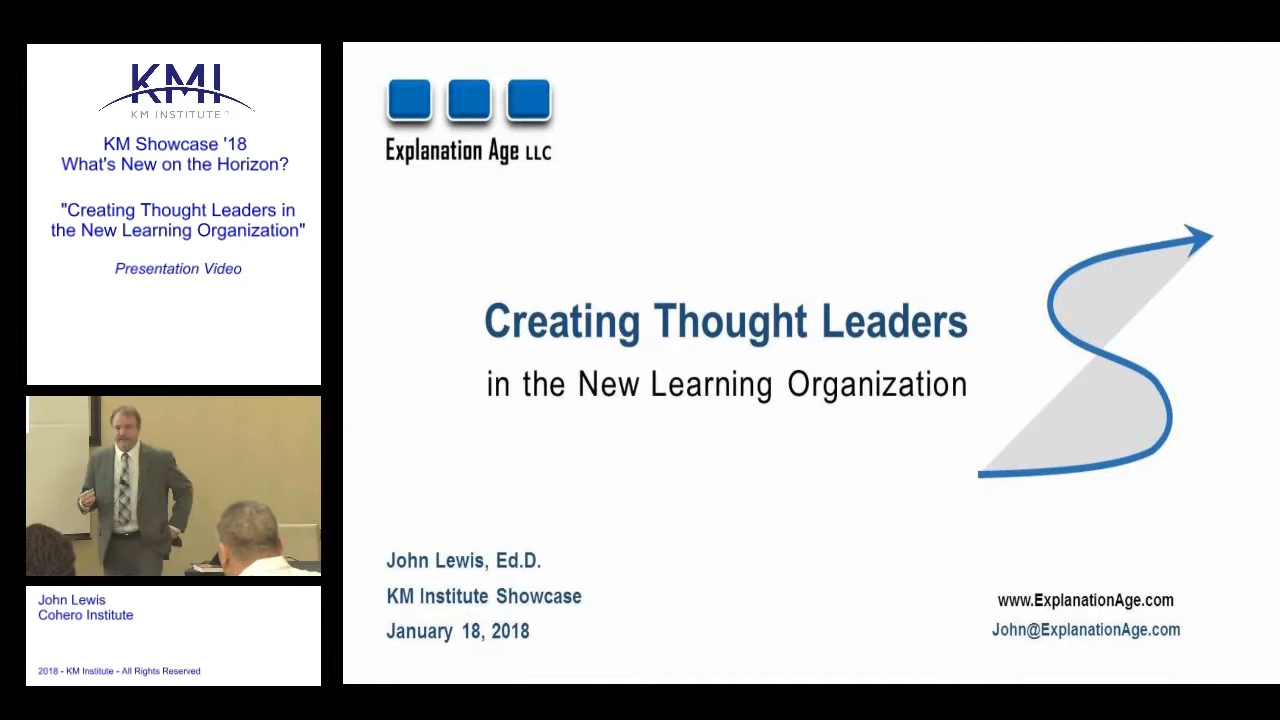 KMI
KM INSTITUTE™
KM Showcase '18
What's New on the Horizon?
"Creating Thought Leaders in
the New Learning Organization"
Presentation Video
John Lewis
Cohero Institute
2018 - KM Institute - All Rights Reserved
Explanation Age LLC
Creating Thought Leaders
in the New Learning Organization
John Lewis, Ed.D.
KM Institute Showcase
January 18, 2018
www.ExplanationAge.com
John@ExplanationAge.com